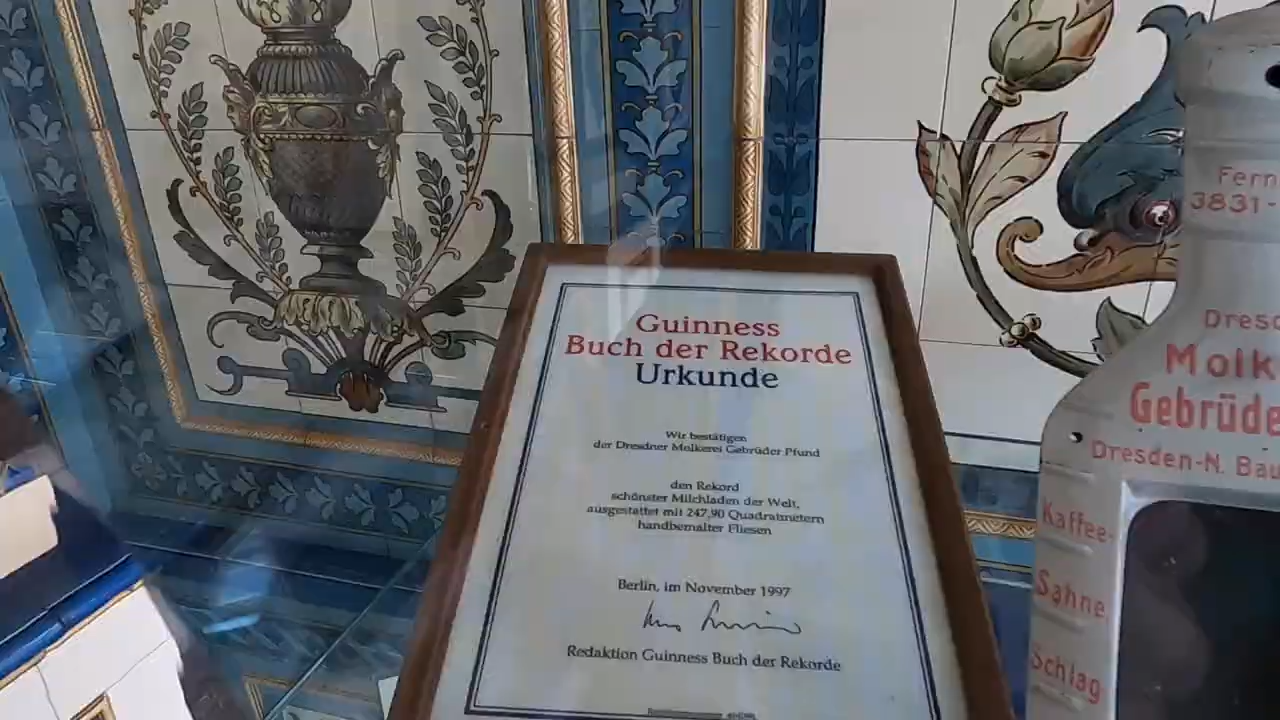 Guinness
Buch der Rekorde
Urkunde
Wir bestätigen
der Dresdner Molkerei Gebrüder Pfund
den Rekord
schönster Milchladen der Welt,
ausgestattet mit 247,90 Quadratmetern
handbemalter Fliesen
Berlin, im November 1997
Redaktion Guinness Buch der Rekorde
Fern
3831-
Dresd
Molk
Gebrüde
Dresden-N. Bau
Kaffee-
Sahne
Schlag